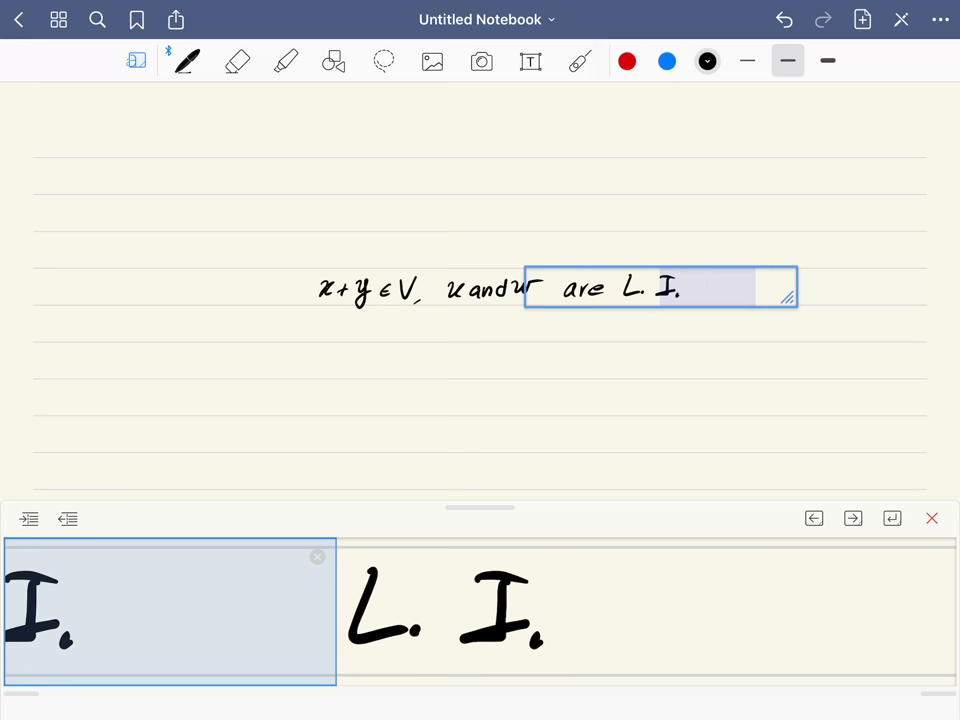 Untitled Notebook
T
x + y ∈ V, u and w are L. I.
I. L. I.